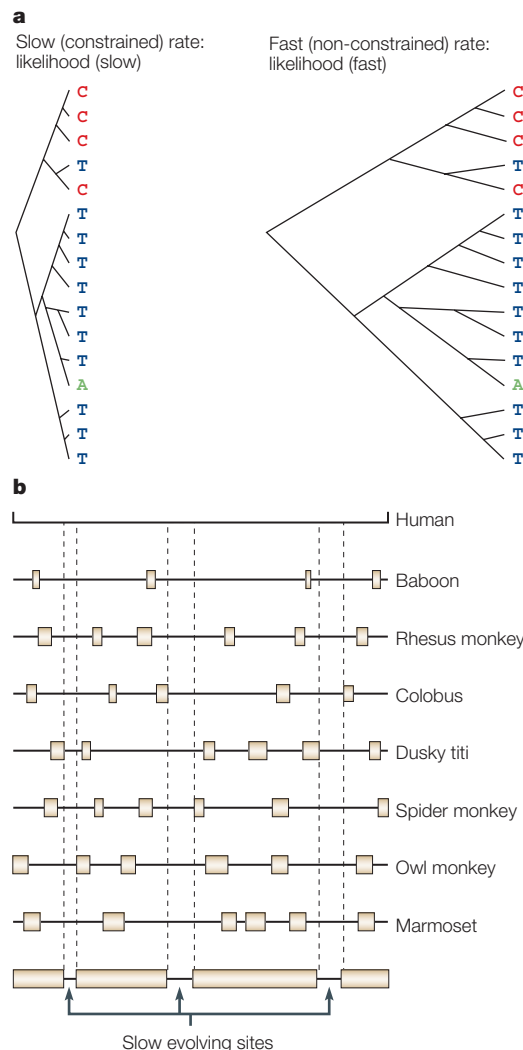 a
Slow (constrained) rate:
likelihood (slow)
Fast (non-constrained) rate:
likelihood (fast)
C
C
C
T
C
T
T
T
T
T
T
T
A
T
T
T
C
C
C
T
C
T
T
T
T
T
T
T
A
T
T
T
b
Human
Baboon
Rhesus monkey
Colobus
Dusky titi
Spider monkey
Owl monkey
Marmoset
Slow evolving sites